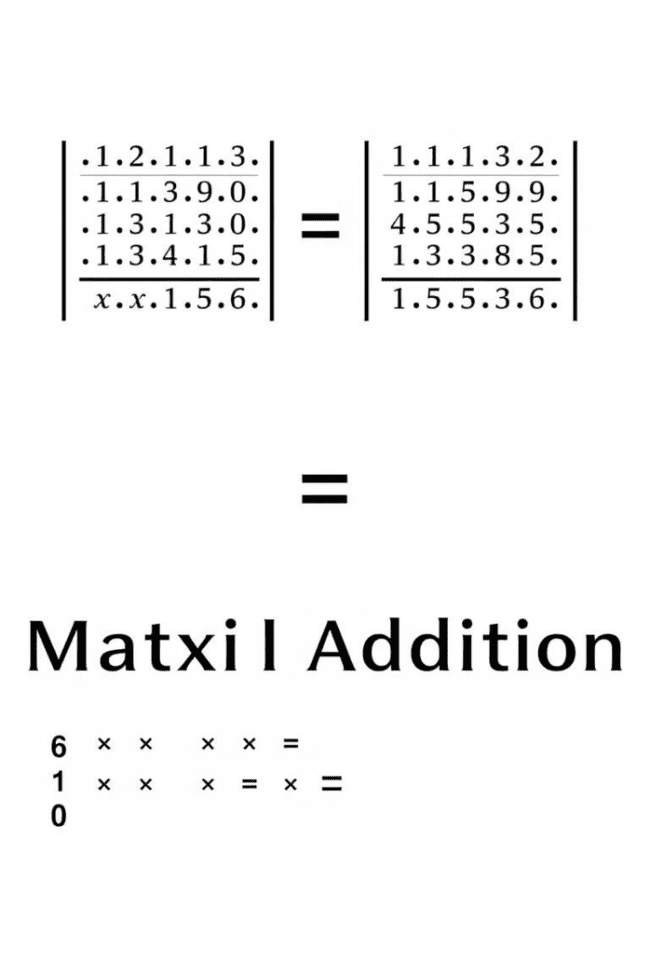 .1.2.1.1.3. = 1.1.1.3.2.
.1.1.3.9.0. 1.1.5.9.9.
.1.3.1.3.0. 4.5.5.3.5.
.1.3.4.1.5. 1.3.3.8.5.
x.x.1.5.6. 1.5.5.3.6.
=
Matxi l Addition
6 × × × × =
1 × × × = × =
0